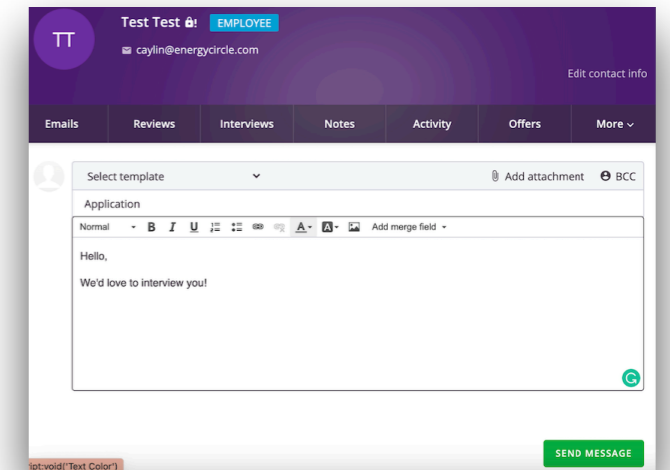 TT
Test Test EMPLOYEE
caylin@energycircle.com
Edit contact info
Emails Reviews Interviews Notes Activity Offers More
Select template Add attachment BCC
Application
Normal B I U A A Add merge field
Hello,
We'd love to interview you!
G
SEND MESSAGE
ript:void('Text Color')